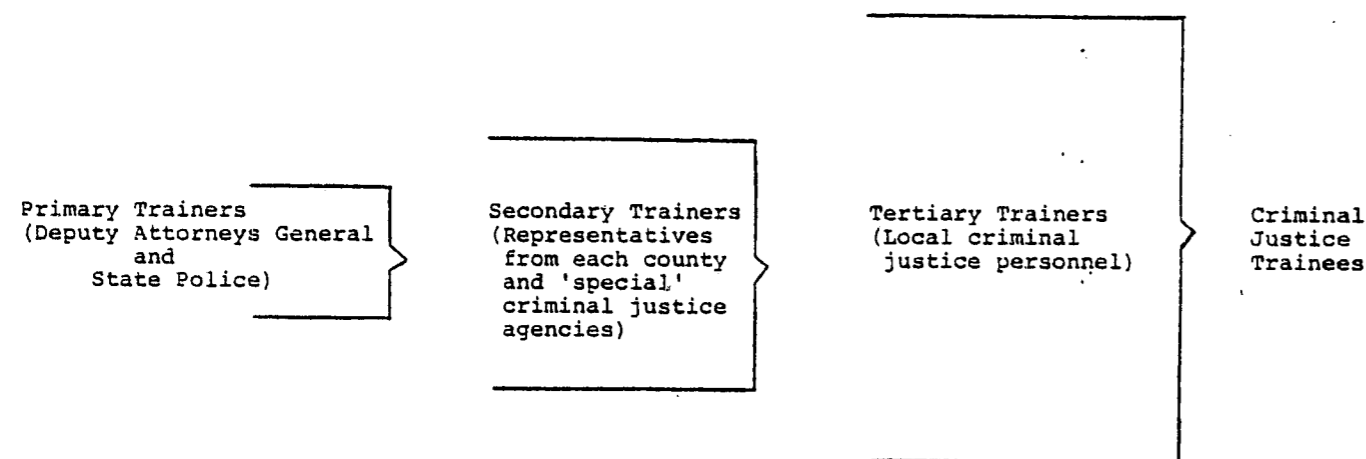 Primary Trainers
(Deputy Attorneys General
and
State Police)
Secondary Trainers
(Representatives
from each county
and 'special'
criminal justice
agencies)
Tertiary Trainers
(Local criminal
justice personnel)
Criminal
Justice
Trainees